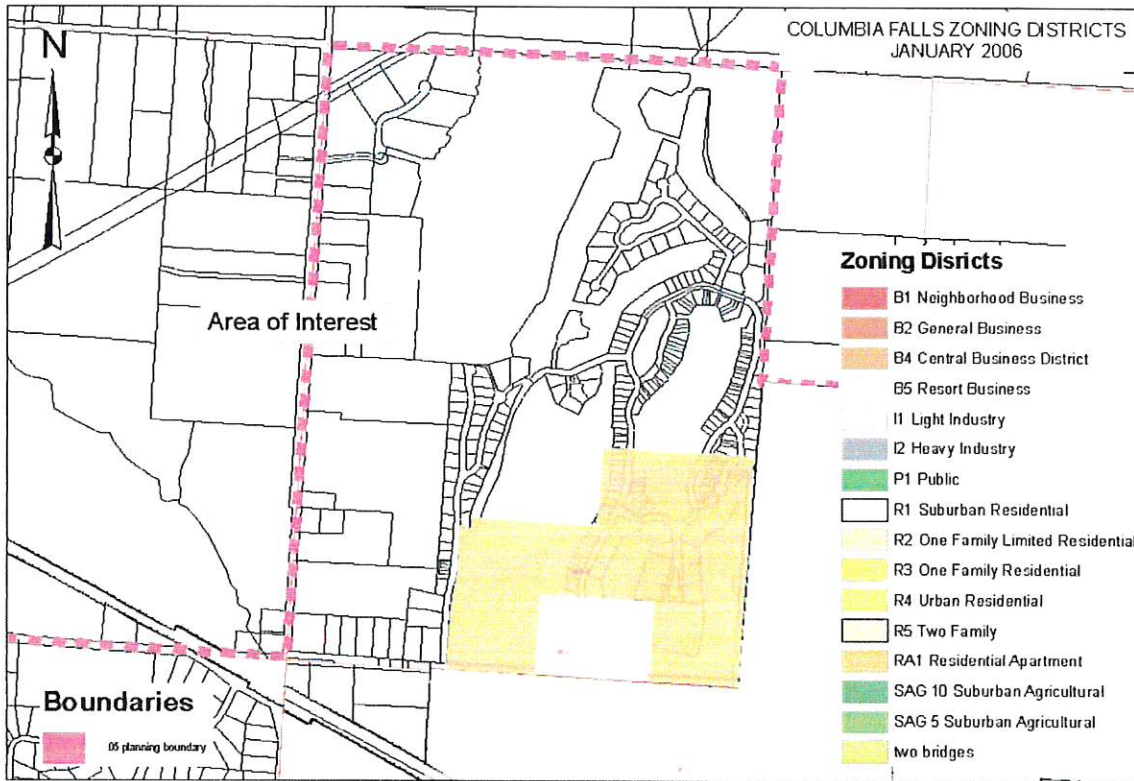 COLUMBIA FALLS ZONING DISTRICTS
JANUARY 2006
N
Area of Interest
Zoning Disricts
B1 Neighborhood Business
B2 General Business
B4 Central Business District
B5 Resort Business
I1 Light Industry
I2 Heavy Industry
P1 Public
R1 Suburban Residential
R2 One Family Limited Residential
R3 One Family Residential
R4 Urban Residential
R5 Two Family
RA1 Residential Apartment
SAG 10 Suburban Agricultural
SAG 5 Suburban Agricultural
two bridges
Boundaries
05 planning boundary